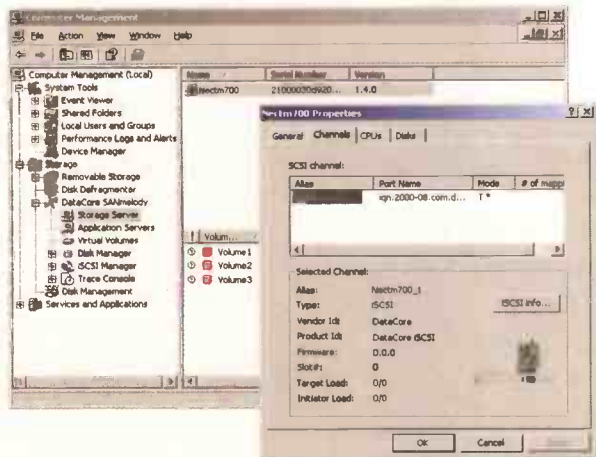 Computer Management
File Action View Window Help
Computer Management (Local)
System Tools
Event Viewer
Shared Folders
Local Users and Groups
Performance Logs and Alerts
Device Manager
Storage
Removable Storage
Disk Defragmenter
DataCore SANmelody
Storage Server
Application Servers
Virtual Volumes
Disk Manager
iSCSI Manager
Trace Console
Disk Management
Services and Applications
Name Serial Number Version
Nectm700 21000030d920... 1.4.0
! Volum...
Volume1
Volume2
Volume3
Nectm700 Properties
General Channels CPUs Disks
SCSI channel:
Alias Port Name Mode # of mappi
iqn.2000-08.com.d... T *
Selected Channel:
Alias: Nectm700_1
Type: iSCSI
iSCSI Info...
Vendor Id: DataCore
Product Id: DataCore iSCSI
Firmware: 0.0.0
Slot#: 0
Target Load: 0/0
Initiator Load: 0/0
OK Cancel